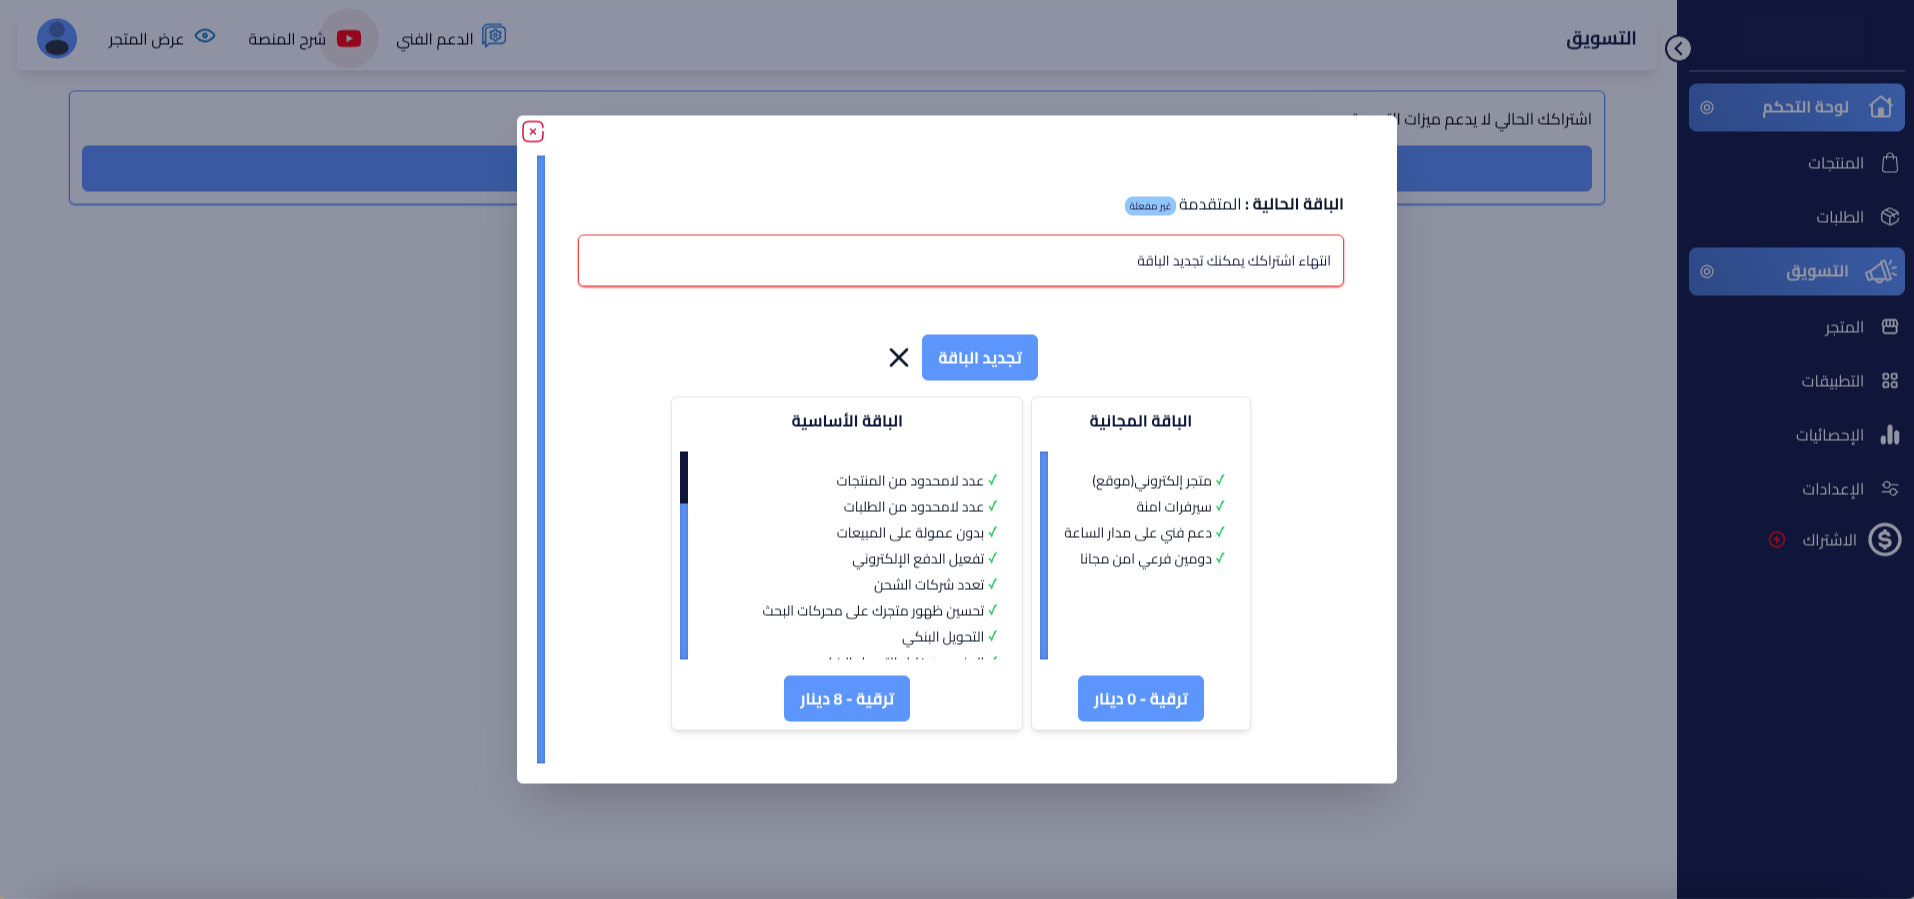 التسويق
الدعم الفني
شرح المنصة
عرض المتجر
لوحة التحكم
المنتجات
الطلبات
التسويق
المتجر
التطبيقات
الإحصائيات
الإعدادات
الاشتراك
اشتراكك الحالي لا يدعم ميزات
الباقة الحالية : المتقدمة غير مفعلة
انتهاء اشتراكك يمكنك تجديد الباقة
تجديد الباقة
الباقة المجانية
✓ متجر إلكتروني(موقع)
✓ سيرفرات امنة
✓ دعم فني على مدار الساعة
✓ دومين فرعي امن مجانا
ترقية - 0 دينار
الباقة الأساسية
✓ عدد لامحدود من المنتجات
✓ عدد لامحدود من الطلبات
✓ بدون عمولة على المبيعات
✓ تفعيل الدفع الإلكتروني
✓ تعدد شركات الشحن
✓ تحسين ظهور متجرك على محركات البحث
✓ التحويل البنكي
ترقية - 8 دينار